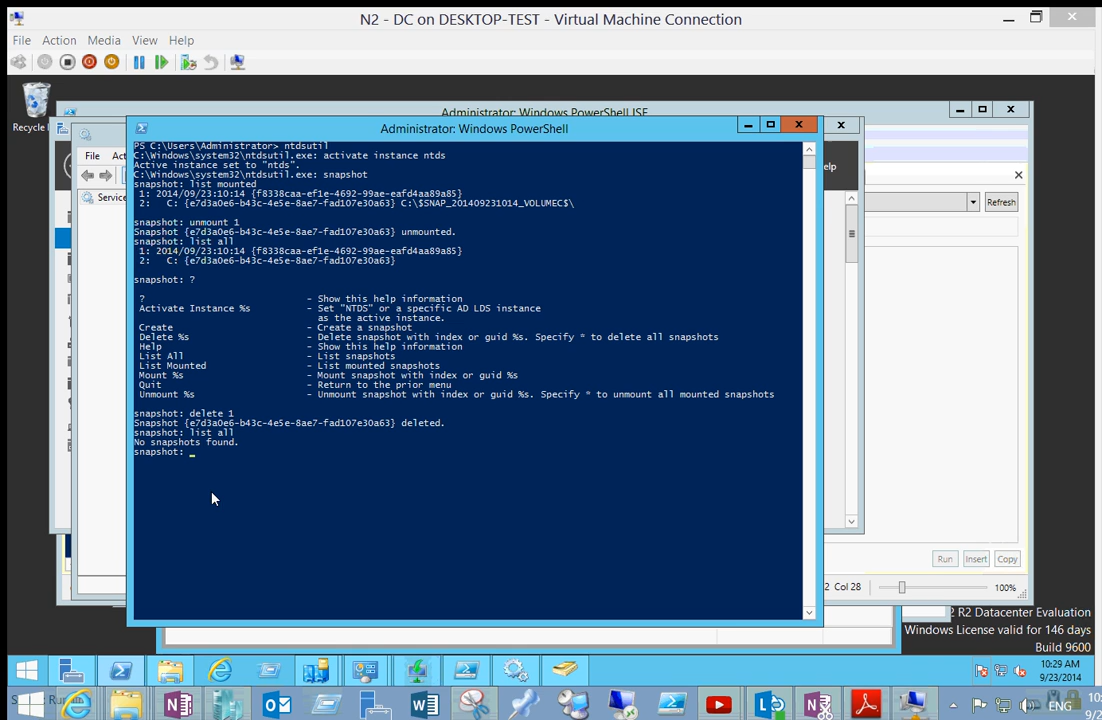 N2 - DC on DESKTOP-TEST - Virtual Machine Connection
File Action Media View Help
Recycle
Administrator: Windows PowerShell ISE
Administrator: Windows PowerShell
File
Service
Refresh
PS C:\Users\Administrator> ntdsutil
C:\Windows\system32\ntdsutil.exe: activate instance ntds
Active instance set to "ntds".
C:\Windows\system32\ntdsutil.exe: snapshot
snapshot: list mounted
1: 2014/09/23:10:14 {f8338caa-ef1e-4692-99ae-eafd4aa89a85}
2: C: {e7d3a0e6-b43c-4e5e-8ae7-fad107e30a63} C:\$SNAP_201409231014_VOLUMEC$\
snapshot: unmount 1
Snapshot {e7d3a0e6-b43c-4e5e-8ae7-fad107e30a63} unmounted.
snapshot: list all
1: 2014/09/23:10:14 {f8338caa-ef1e-4692-99ae-eafd4aa89a85}
2: C: {e7d3a0e6-b43c-4e5e-8ae7-fad107e30a63}
snapshot: ?
? - Show this help information
Activate Instance %s - Set "NTDS" or a specific AD LDS instance
as the active instance.
Create - Create a snapshot
Delete %s - Delete snapshot with index or guid %s. Specify * to delete all snapshots
Help - Show this help information
List All - List snapshots
List Mounted - List mounted snapshots
Mount %s - Mount snapshot with index or guid %s
Quit - Return to the prior menu
Unmount %s - Unmount snapshot with index or guid %s. Specify * to unmount all mounted snapshots
snapshot: delete 1
Snapshot {e7d3a0e6-b43c-4e5e-8ae7-fad107e30a63} deleted.
snapshot: list all
No snapshots found.
snapshot: _
Run Insert Copy
2 Col 28 100%
R2 Datacenter Evaluation
Windows License valid for 146 days
Build 9600
10:29 AM
9/23/2014
ENG